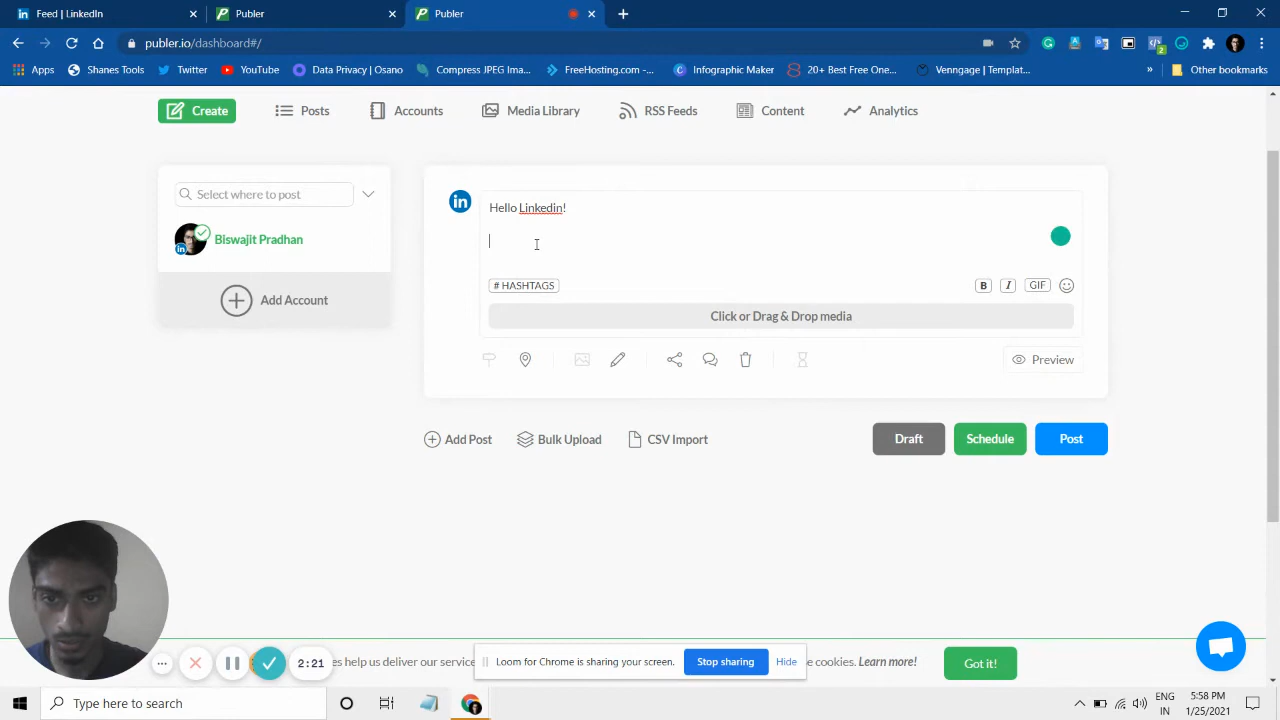 Feed | LinkedIn
Publer
Publer
publer.io/dashboard#/
Apps
Shanes Tools
Twitter
YouTube
Data Privacy | Osano
Compress JPEG Ima...
FreeHosting.com -...
Infographic Maker
20+ Best Free One...
Venngage | Templat...
»
Other bookmarks
Create
Posts
Accounts
Media Library
RSS Feeds
Content
Analytics
Select where to post
Biswajit Pradhan
Add Account
Hello Linkedin!
# HASHTAGS
B
I
GIF
Click or Drag & Drop media
Preview
Add Post
Bulk Upload
CSV Import
Draft
Schedule
Post
2:21
es help us deliver our service
Loom for Chrome is sharing your screen.
Stop sharing
Hide
e cookies. Learn more!
Got it!
Type here to search
ENG
IN
5:58 PM
1/25/2021